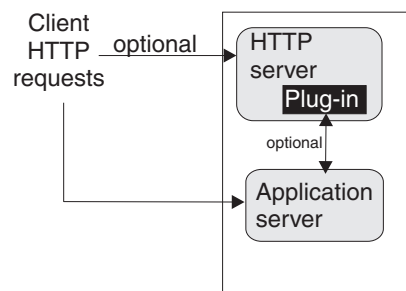 Client
HTTP
requests
optional
HTTP
server
Plug-in
optional
Application
server